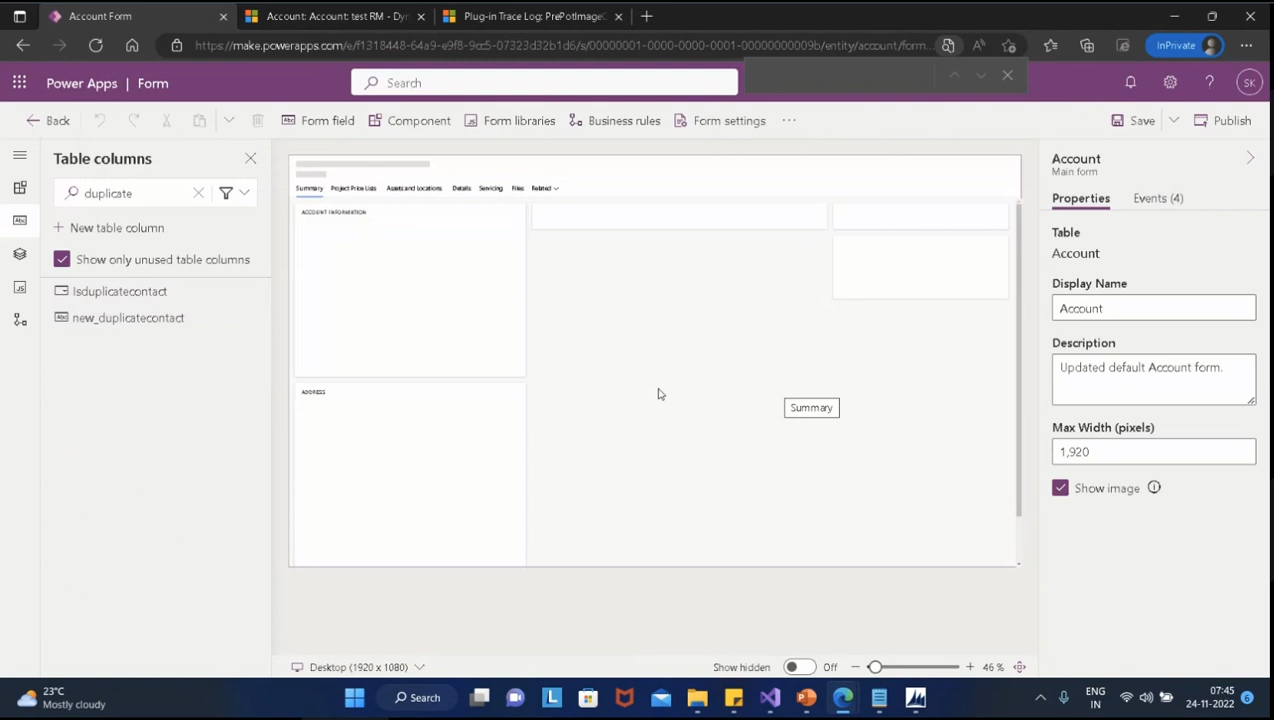 Account Form
Account: Account: test RM - Dyn
Plug-in Trace Log: PrePotImageC
https://make.powerapps.com/e/f1318448-64a9-e9f8-9cc5-07323d32b1d6/s/00000001-0000-0000-0001-00000000009b/entity/account/form...
InPrivate
Power Apps | Form
Search
SK
Back
Form field
Component
Form libraries
Business rules
Form settings
Save
Publish
Table columns
duplicate
New table column
Show only unused table columns
Isduplicatecontact
new_duplicatecontact
Summary Project Price Lists Assets and Locations Details Servicing Files Related
ACCOUNT INFORMATION
ADDRESS
Summary
Account
Main form
Properties Events (4)
Table
Account
Display Name
Account
Description
Updated default Account form.
Max Width (pixels)
1,920
Show image
Desktop (1920 x 1080)
Show hidden Off
46 %
23°C
Mostly cloudy
Search
ENG
IN
07:45
24-11-2022
6